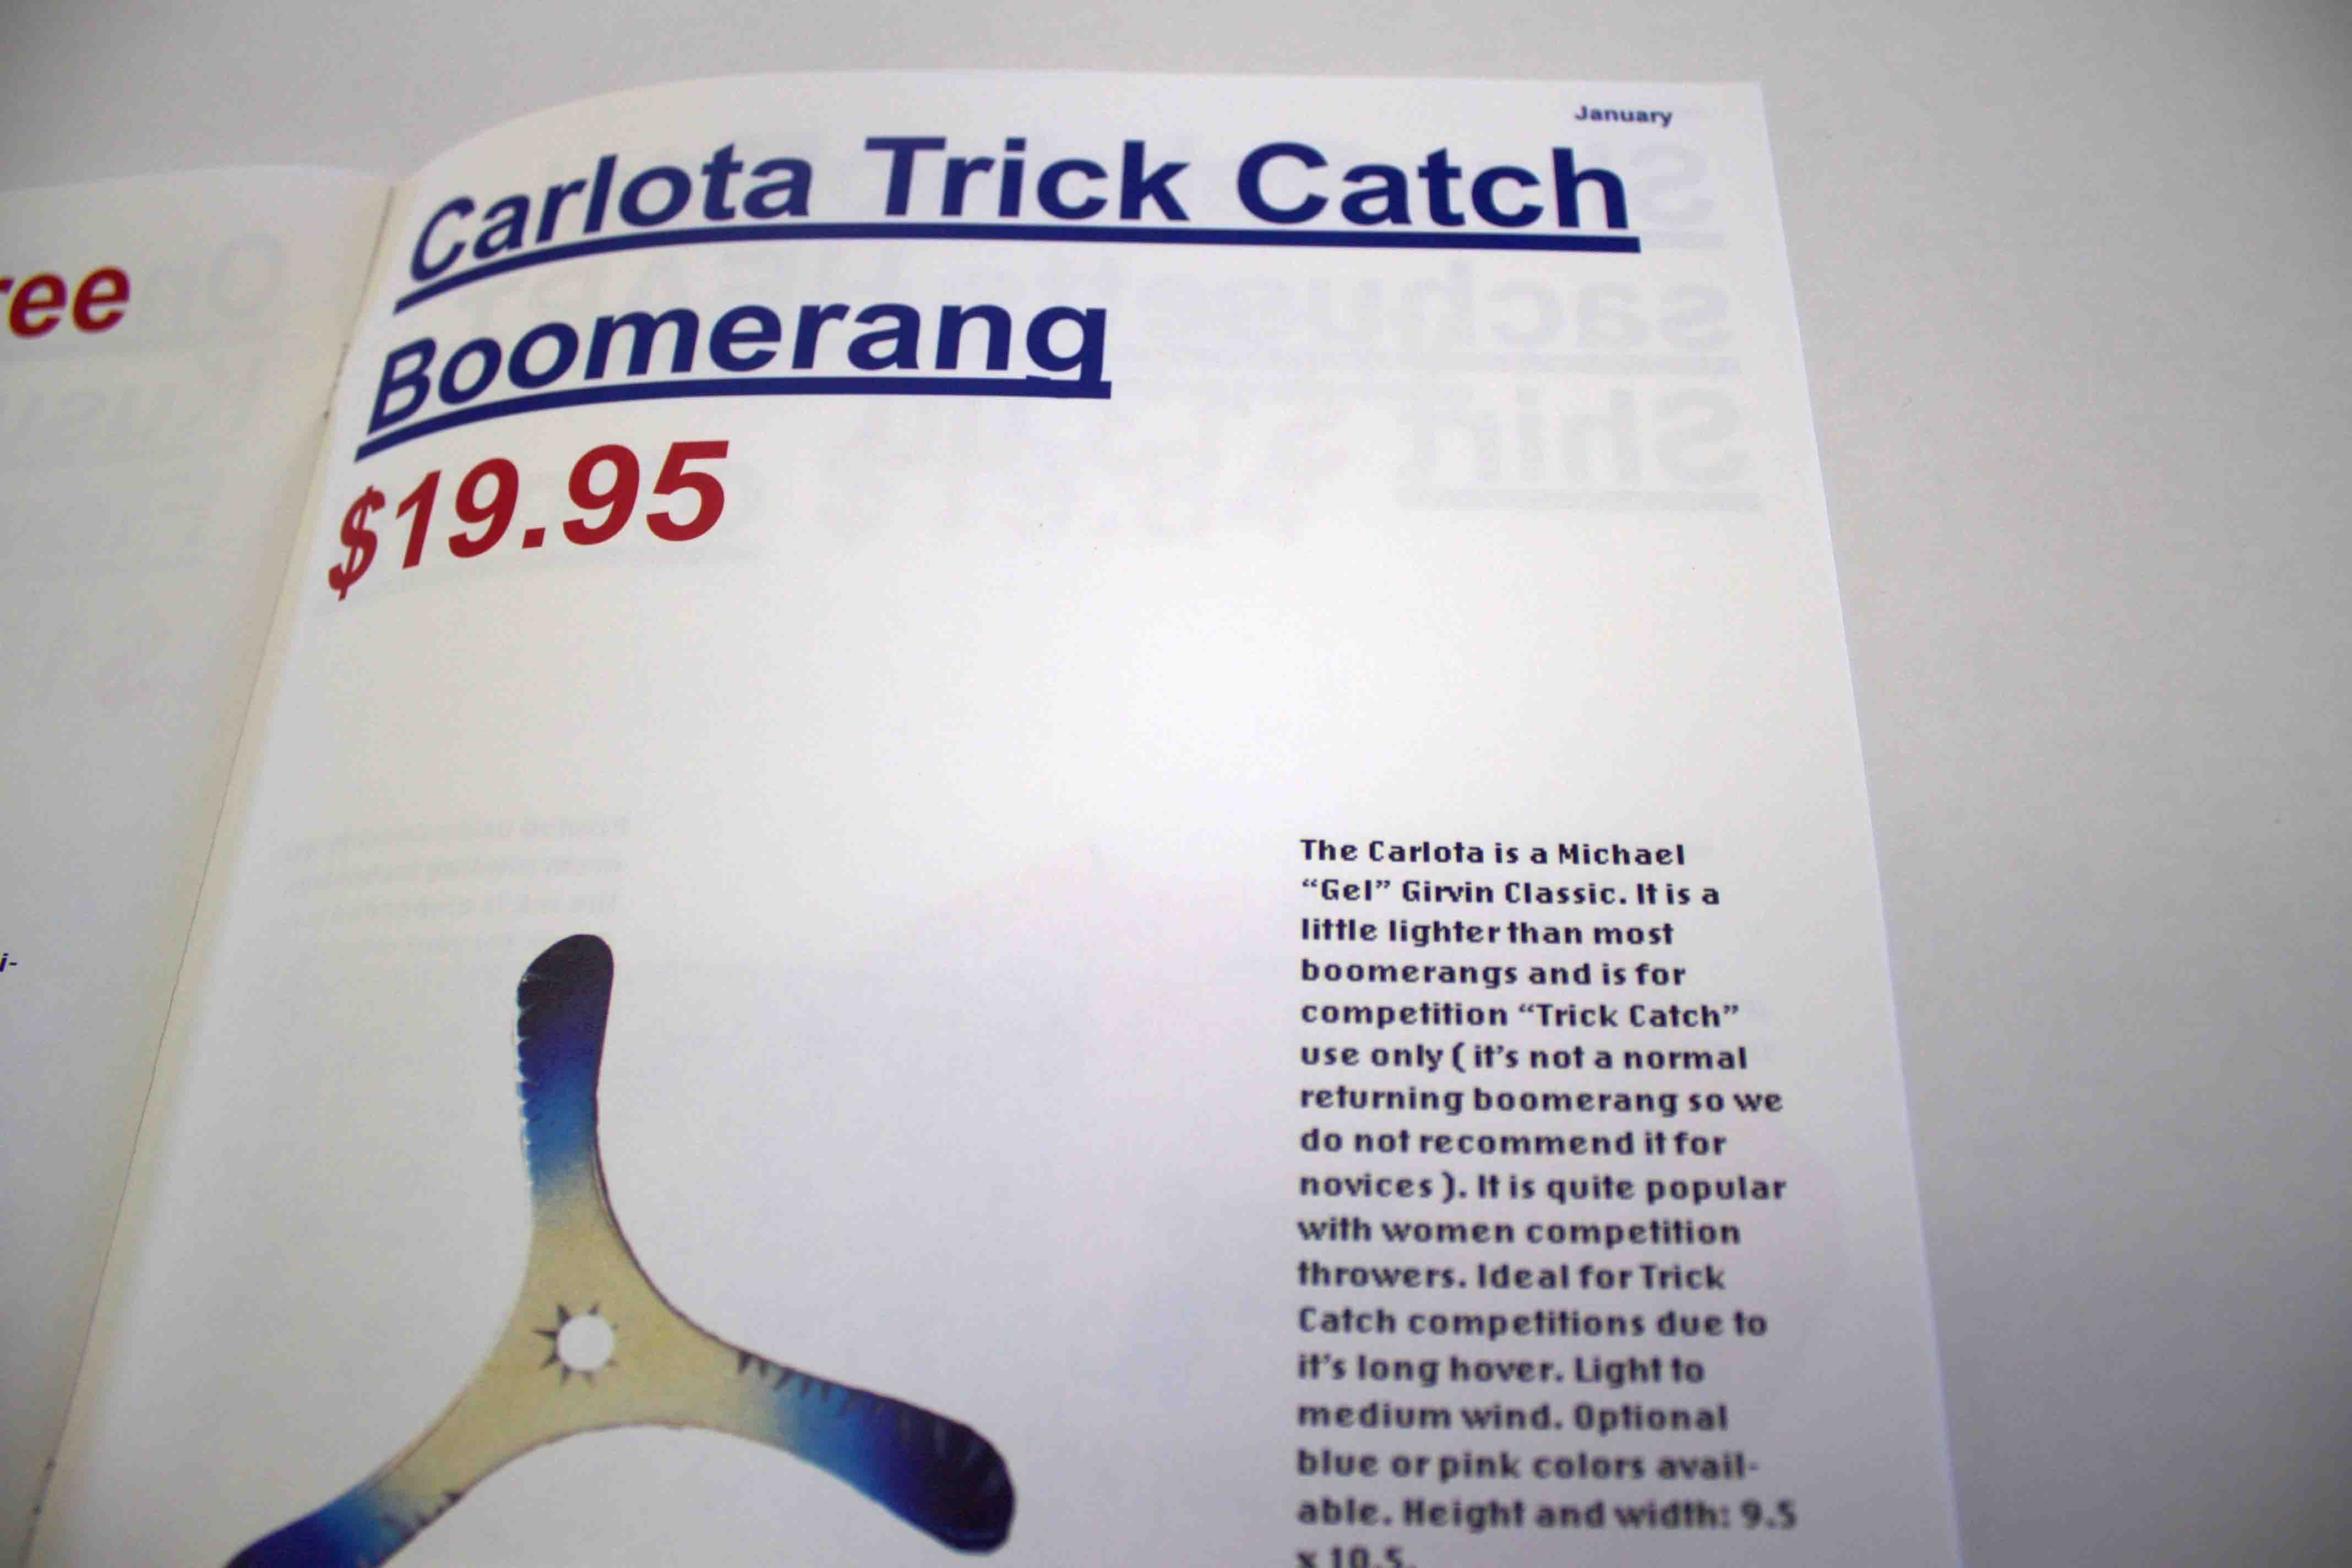 ree
i-
January
Carlota Trick Catch
Boomerang
$19.95
The Carlota is a Michael
“Gel” Girvin Classic. It is a
little lighter than most
boomerangs and is for
competition “Trick Catch”
use only ( it’s not a normal
returning boomerang so we
do not recommend it for
novices ). It is quite popular
with women competition
throwers. Ideal for Trick
Catch competitions due to
it’s long hover. Light to
medium wind. Optional
blue or pink colors avail-
able. Height and width: 9.5
x 10.5.